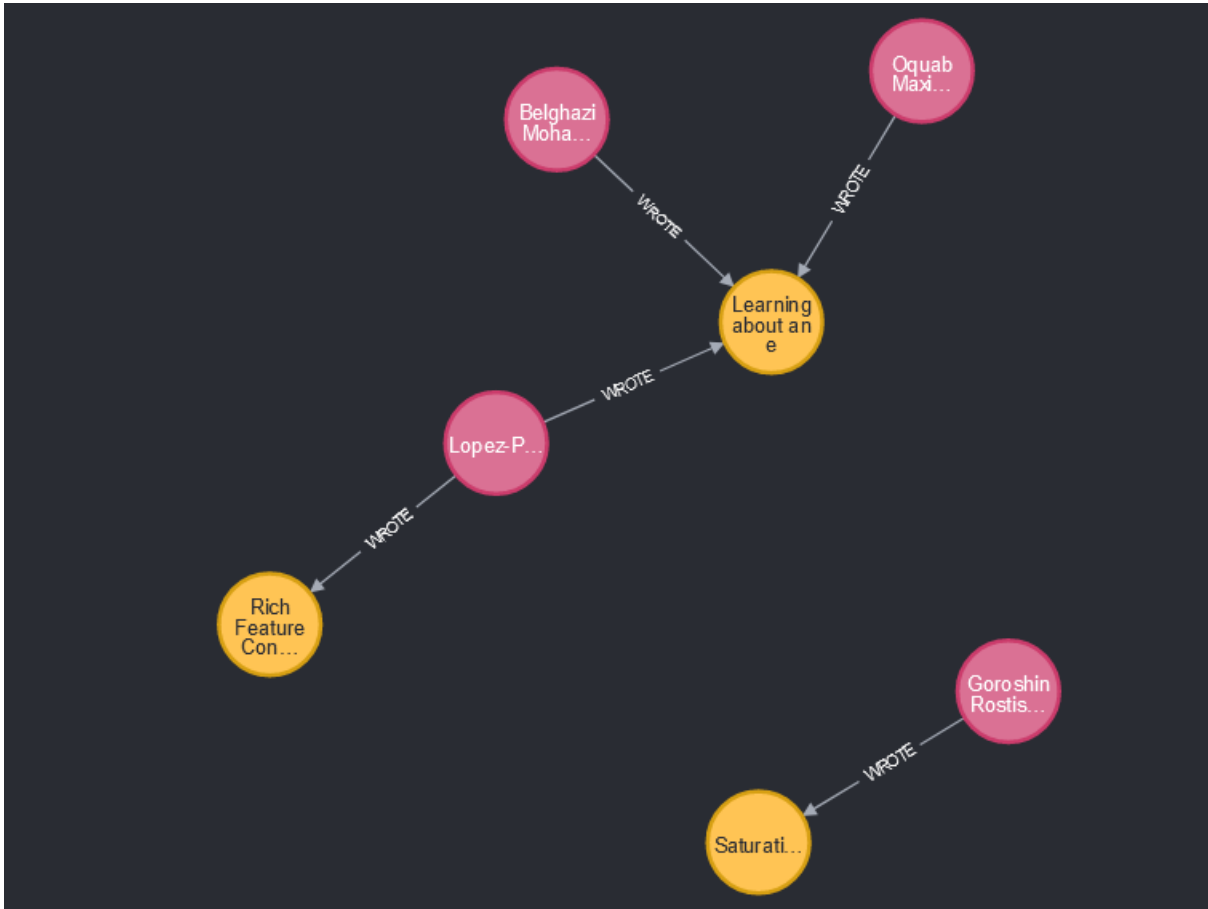 Oquab
Maxi...
Belghazi
Moha...
WROTE
WROTE
Learning
about an
e
WROTE
Lopez-P...
WROTE
Rich
Feature
Con...
Goroshin
Rostis...
WROTE
Saturati...